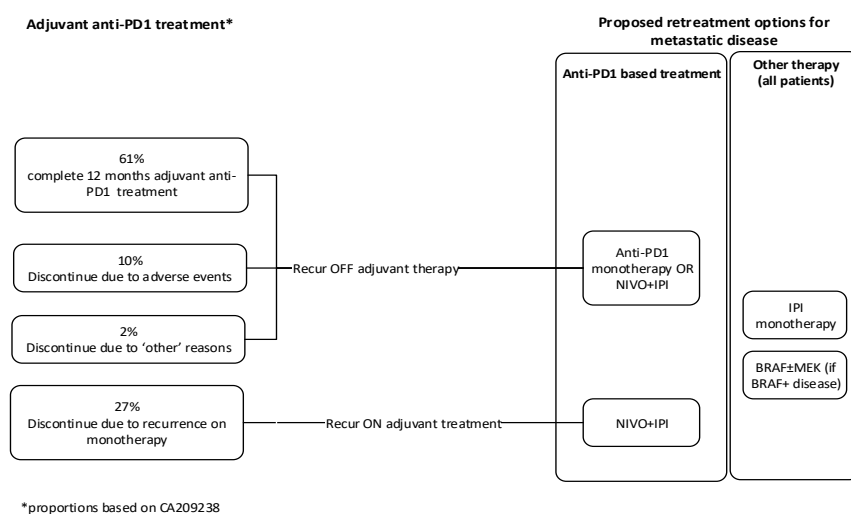 Adjuvant anti-PD1 treatment*
Proposed retreatment options for
metastatic disease
Anti-PD1 based treatment
Other therapy
(all patients)
61%
complete 12 months adjuvant anti-
PD1 treatment
10%
Discontinue due to adverse events
2%
Discontinue due to ‘other’ reasons
27%
Discontinue due to recurrence on
monotherapy
Recur OFF adjuvant therapy
Recur ON adjuvant treatment
Anti-PD1
monotherapy OR
NIVO+IPI
NIVO+IPI
IPI
monotherapy
BRAF±MEK (if
BRAF+ disease)
*proportions based on CA209238